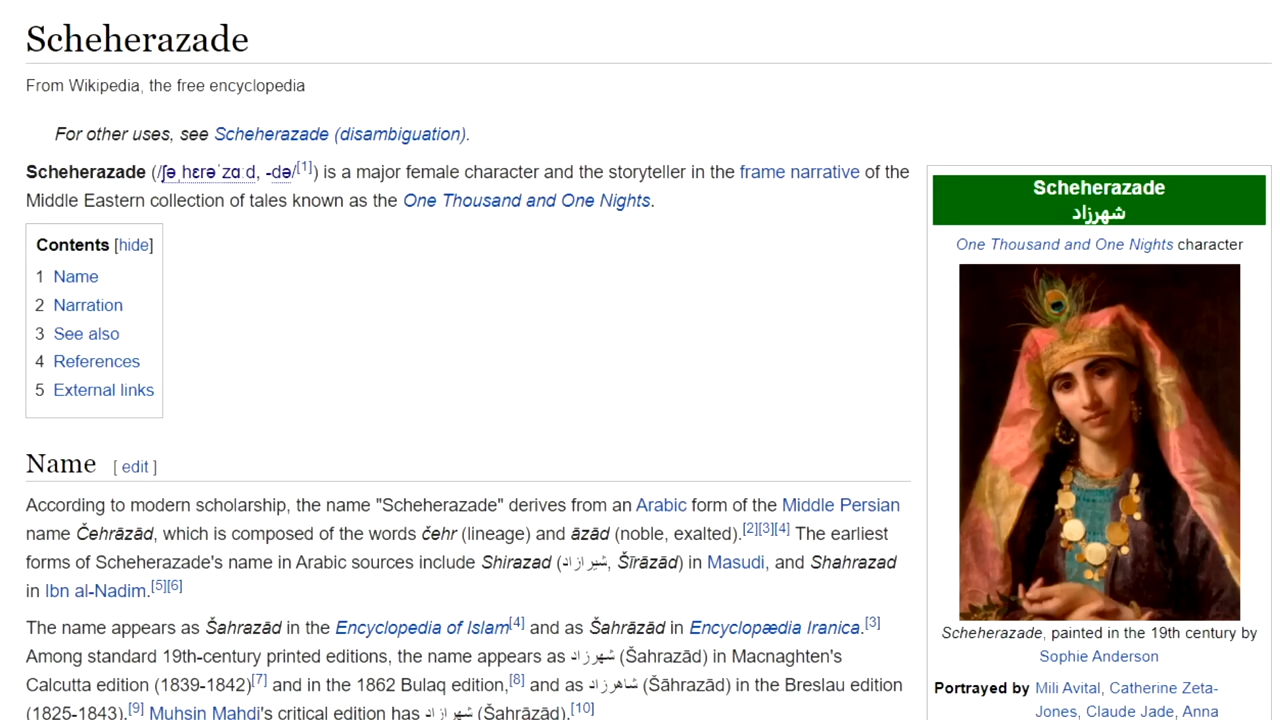 Scheherazade
From Wikipedia, the free encyclopedia
For other uses, see Scheherazade (disambiguation).
Scheherazade (/ʃəˌhɛrəˈzɑːd, -də/[1]) is a major female character and the storyteller in the frame narrative of the
Middle Eastern collection of tales known as the One Thousand and One Nights.
Contents [hide]
1 Name
2 Narration
3 See also
4 References
5 External links
Name [ edit ]
According to modern scholarship, the name "Scheherazade" derives from an Arabic form of the Middle Persian
name Čehrāzād, which is composed of the words čehr (lineage) and āzād (noble, exalted).[2][3][4] The earliest
forms of Scheherazade's name in Arabic sources include Shirazad (شيرازاد, Šīrāzād) in Masudi, and Shahrazad
in Ibn al-Nadim.[5][6]
The name appears as Šahrazād in the Encyclopedia of Islam[4] and as Šahrāzād in Encyclopædia Iranica.[3]
Among standard 19th-century printed editions, the name appears as شهرزاد (Šahrazād) in Macnaghten's
Calcutta edition (1839-1842)[7] and in the 1862 Bulaq edition,[8] and as شاهرزاد (Šāhrazād) in the Breslau edition
(1825-1843).[9] Muhsin Mahdi's critical edition has شهرازاد (Šahrāzād).[10]
Scheherazade
شهرزاد
One Thousand and One Nights character
Scheherazade, painted in the 19th century by
Sophie Anderson
Portrayed by Mili Avital, Catherine Zeta-
Jones, Claude Jade, Anna